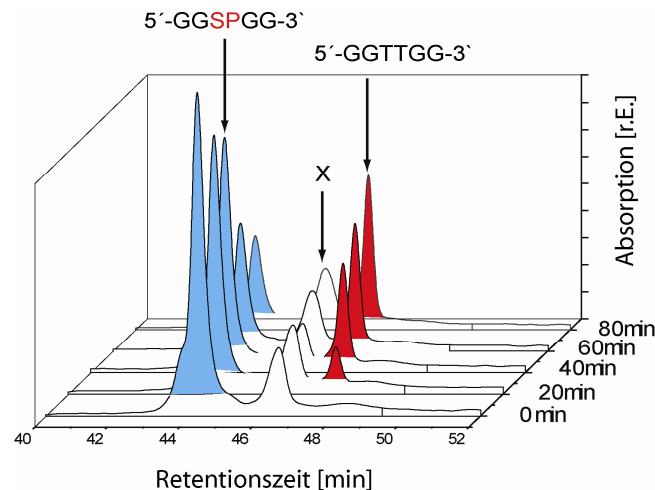 5´-GGSPGG-3`
5´-GGTTGG-3`
X
Absorption [r.E.]
80min
60min
40min
20min
0min
40 42 44 46 48 50 52
Retentionszeit [min]